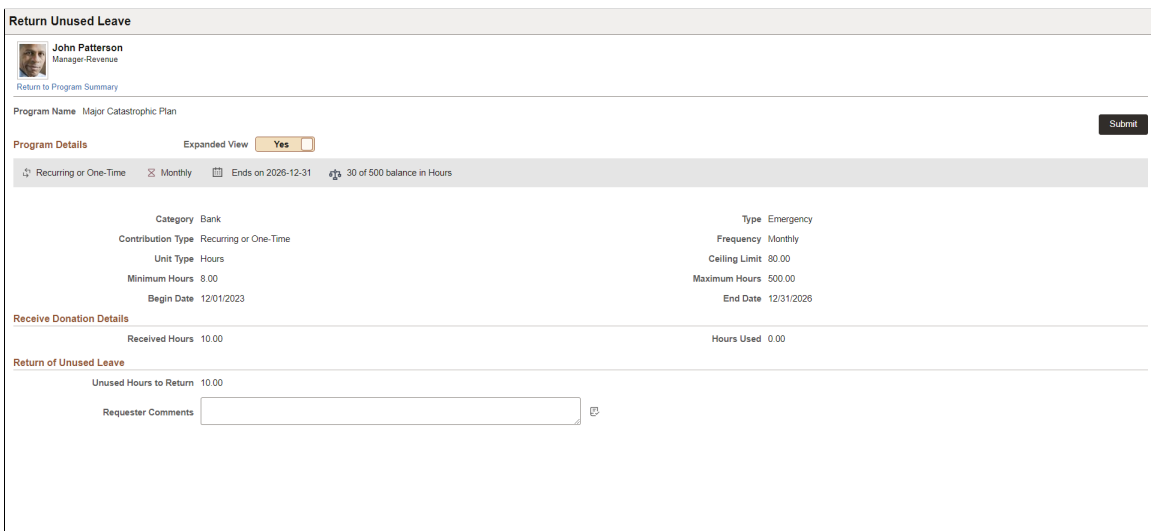 Return Unused Leave
John Patterson
Manager-Revenue
Return to Program Summary
Program Name Major Catastrophic Plan
Submit
Program Details Expanded View Yes
Recurring or One-Time Monthly Ends on 2026-12-31 30 of 500 balance in Hours
Category Bank Type Emergency
Contribution Type Recurring or One-Time Frequency Monthly
Unit Type Hours Ceiling Limit 80.00
Minimum Hours 8.00 Maximum Hours 500.00
Begin Date 12/01/2023 End Date 12/31/2026
Receive Donation Details
Received Hours 10.00 Hours Used 0.00
Return of Unused Leave
Unused Hours to Return 10.00
Requester Comments